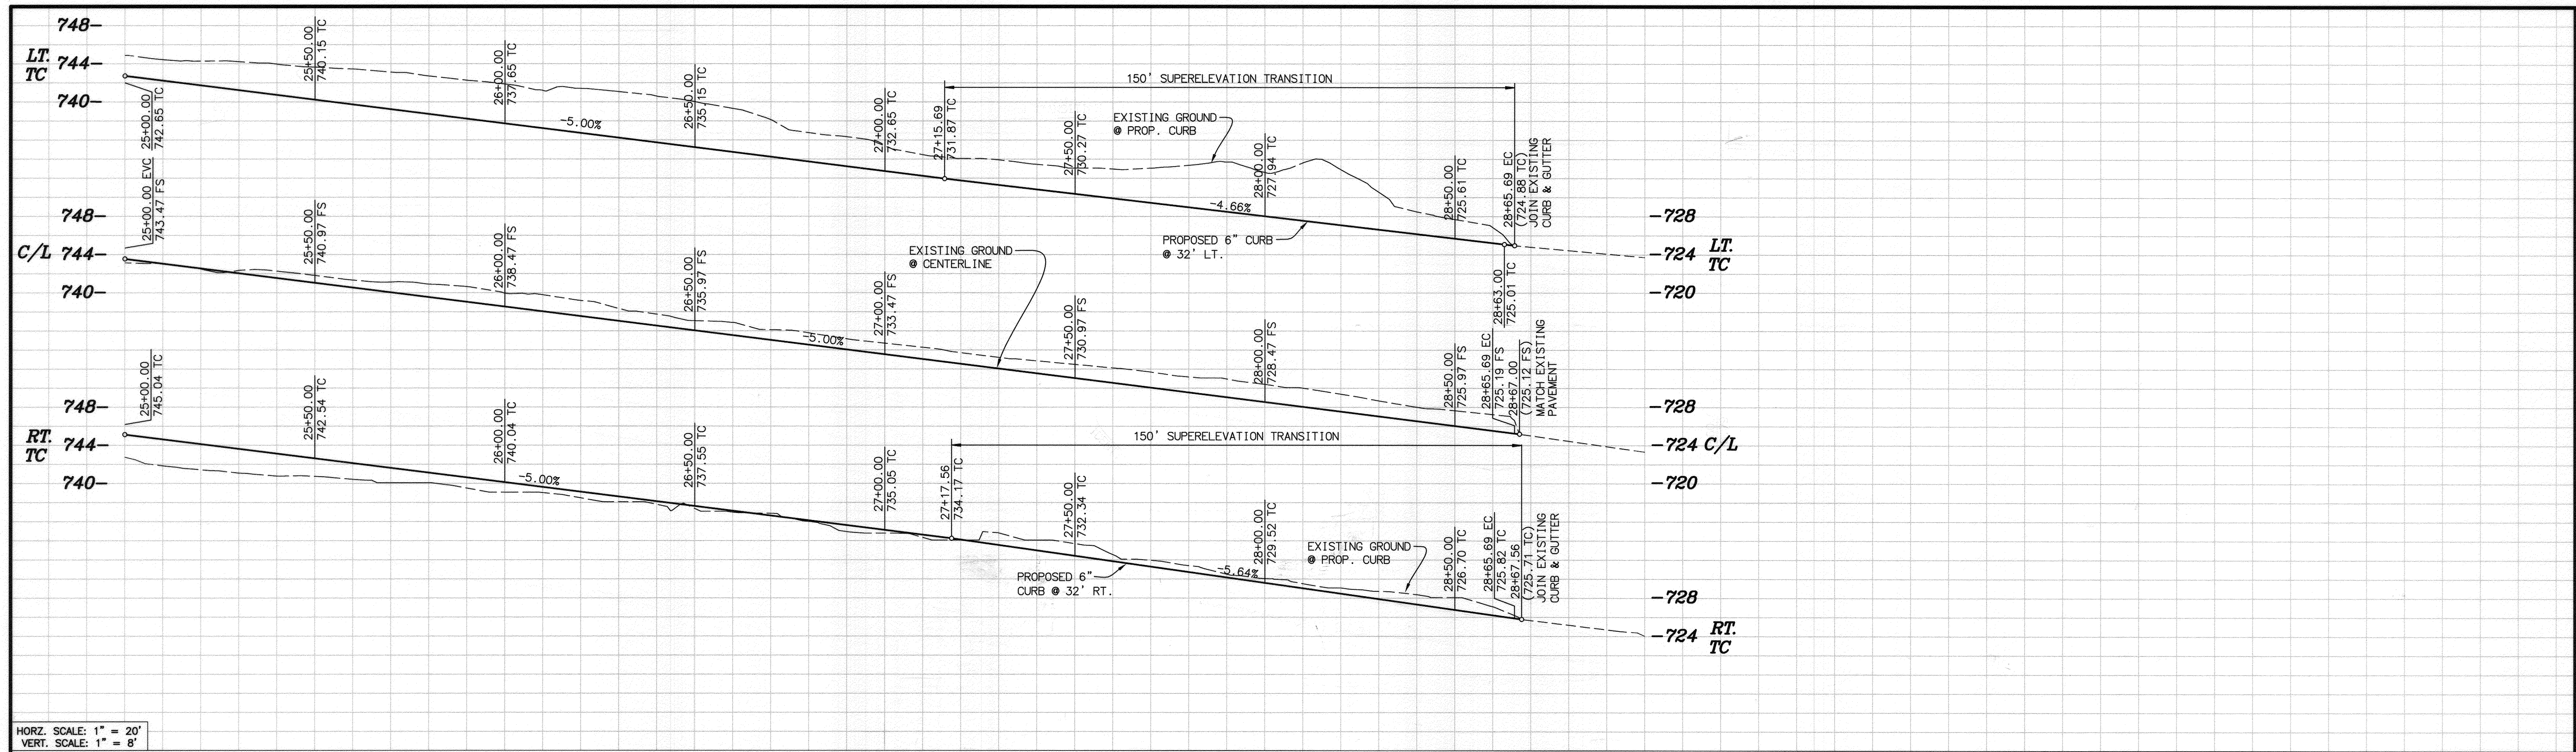 748-
LT. TC
744-
740-
25+00.00
742.65 TC
25+50.00
740.15 TC
26+00.00
737.65 TC
-5.00%
26+50.00
735.15 TC
27+00.00
732.65 TC
27+15.69
731.87 TC
150' SUPERELEVATION TRANSITION
27+50.00
730.27 TC
EXISTING GROUND
@ PROP. CURB
28+00.00
727.94 TC
-4.66%
PROPOSED 6" CURB
@ 32' LT.
28+50.00
725.61 TC
28+65.69 EC
(724.88 TC)
JOIN EXISTING
CURB & GUTTER
28+63.00
725.01 TC
-728
-724 LT. TC
-720
748-
C/L 744-
740-
25+00.00 EVC
743.47 FS
25+50.00
740.97 FS
26+00.00
738.47 FS
26+50.00
735.97 FS
-5.00%
27+00.00
733.47 FS
EXISTING GROUND
@ CENTERLINE
27+50.00
730.97 FS
28+00.00
728.47 FS
28+50.00
725.97 FS
28+65.69 EC
725.19 FS
28+67.00
(725.12 FS)
MATCH EXISTING
PAVEMENT
-728
-724 C/L
-720
748-
RT. TC
744-
740-
25+00.00
745.04 TC
25+50.00
742.54 TC
26+00.00
740.04 TC
-5.00%
26+50.00
737.55 TC
27+00.00
735.05 TC
27+17.56
734.17 TC
150' SUPERELEVATION TRANSITION
27+50.00
732.34 TC
PROPOSED 6"
CURB @ 32' RT.
28+00.00
729.52 TC
-5.64%
EXISTING GROUND
@ PROP. CURB
28+50.00
726.70 TC
28+65.69 EC
725.82 TC
28+67.56
(725.71 TC)
JOIN EXISTING
CURB & GUTTER
-728
-724 RT. TC
HORZ. SCALE: 1" = 20'
VERT. SCALE: 1" = 8'